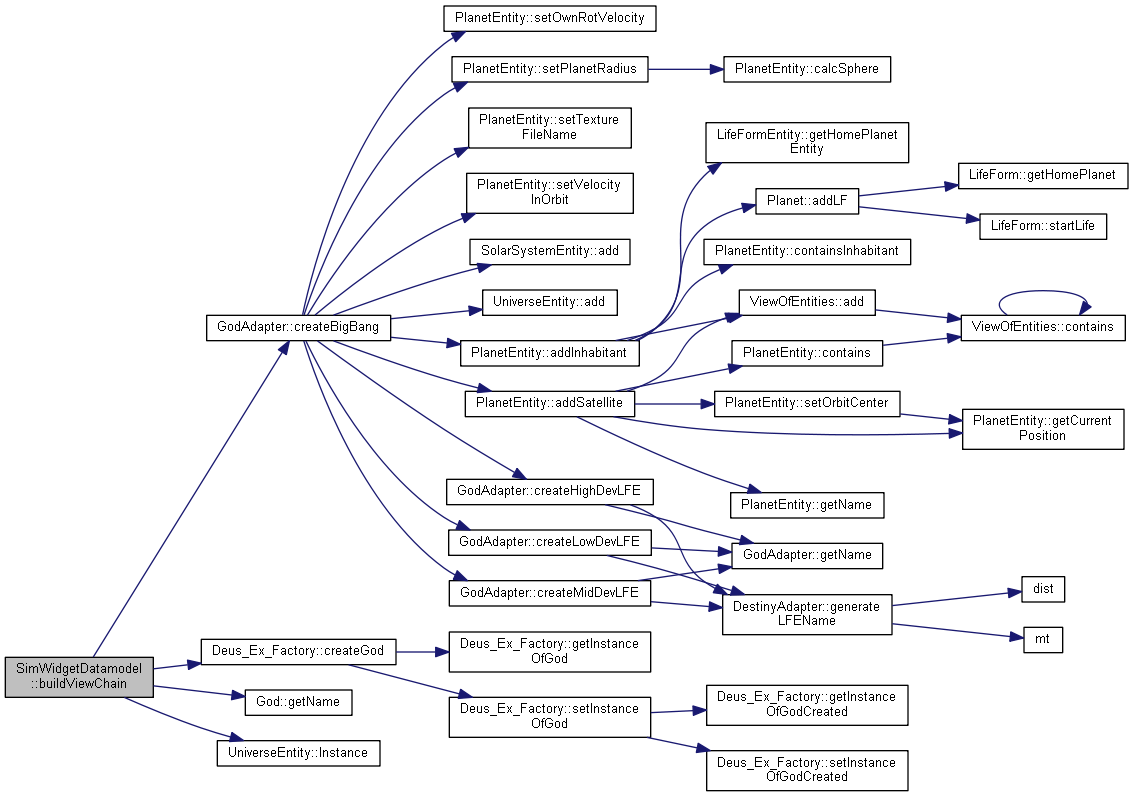 PlanetEntity::setOwnRotVelocity
PlanetEntity::setPlanetRadius
PlanetEntity::calcSphere
PlanetEntity::setTexture
FileName
LifeFormEntity::getHomePlanet
Entity
PlanetEntity::setVelocity
InOrbit
LifeForm::getHomePlanet
Planet::addLF
LifeForm::startLife
SolarSystemEntity::add
PlanetEntity::containsInhabitant
UniverseEntity::add
ViewOfEntities::add
GodAdapter::createBigBang
ViewOfEntities::contains
PlanetEntity::addInhabitant
PlanetEntity::contains
PlanetEntity::addSatellite
PlanetEntity::setOrbitCenter
PlanetEntity::getCurrent
Position
GodAdapter::createHighDevLFE
PlanetEntity::getName
GodAdapter::createLowDevLFE
GodAdapter::getName
GodAdapter::createMidDevLFE
DestinyAdapter::generate
LFEName
dist
mt
SimWidgetDatamodel
::buildViewChain
Deus_Ex_Factory::createGod
Deus_Ex_Factory::getInstance
OfGod
God::getName
Deus_Ex_Factory::setInstance
OfGod
Deus_Ex_Factory::getInstance
OfGodCreated
UniverseEntity::Instance
Deus_Ex_Factory::setInstance
OfGodCreated